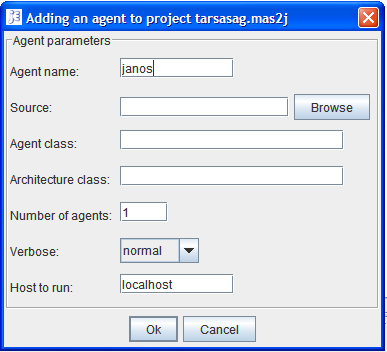 Adding an agent to project tarsasag.mas2j
Agent parameters
Agent name: janos
Source: Browse
Agent class:
Architecture class:
Number of agents: 1
Verbose: normal
Host to run: localhost
Ok Cancel